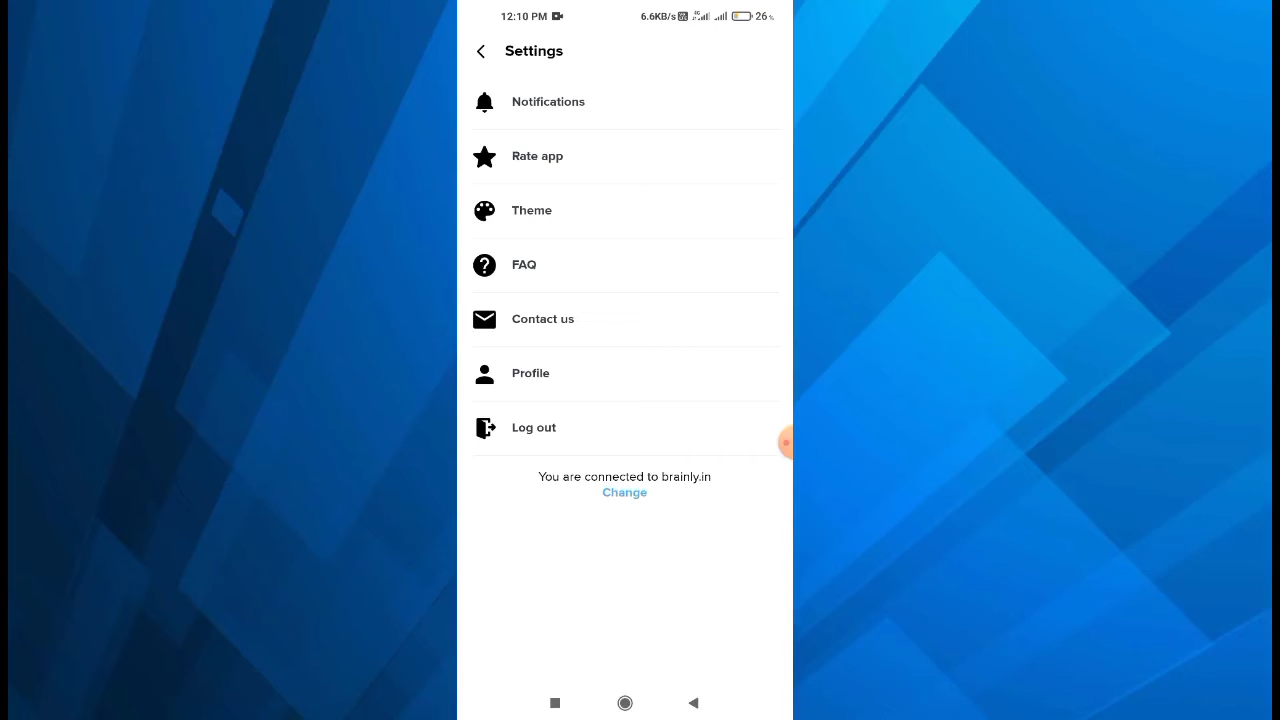 12:10 PM 6.6KB/s 4G 26%
Settings
Notifications
Rate app
Theme
FAQ
Contact us
Profile
Log out
You are connected to brainly.in
Change